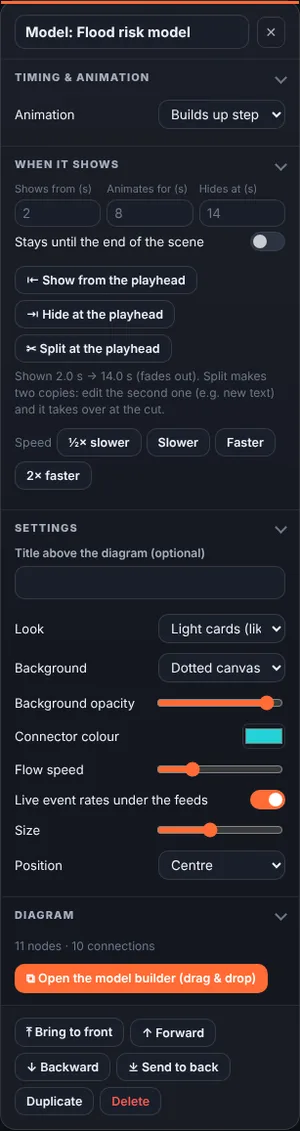 Model: Flood risk model ×
TIMING & ANIMATION
Animation Builds up step
WHEN IT SHOWS
Shows from (s) Animates for (s) Hides at (s)
2 8 14
Stays until the end of the scene
⇤ Show from the playhead
⇥ Hide at the playhead
✂ Split at the playhead
Shown 2.0 s → 14.0 s (fades out). Split makes
two copies: edit the second one (e.g. new text)
and it takes over at the cut.
Speed ½× slower Slower Faster
2× faster
SETTINGS
Title above the diagram (optional)
Look Light cards (lik
Background Dotted canvas
Background opacity
Connector colour
Flow speed
Live event rates under the feeds
Size
Position Centre
DIAGRAM
11 nodes · 10 connections
⧉ Open the model builder (drag & drop)
⤒ Bring to front ↑ Forward
↓ Backward ⤓ Send to back
Duplicate Delete